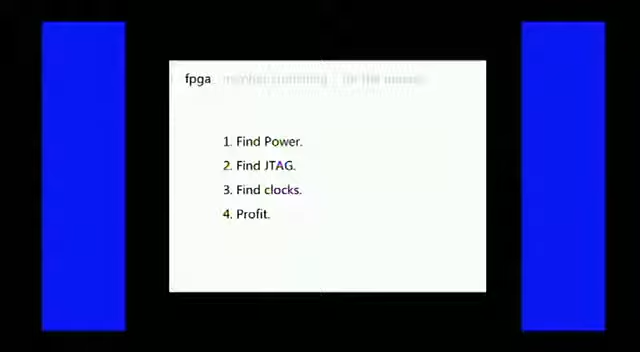 fpga
1. Find Power.
2. Find JTAG.
3. Find clocks.
4. Profit.